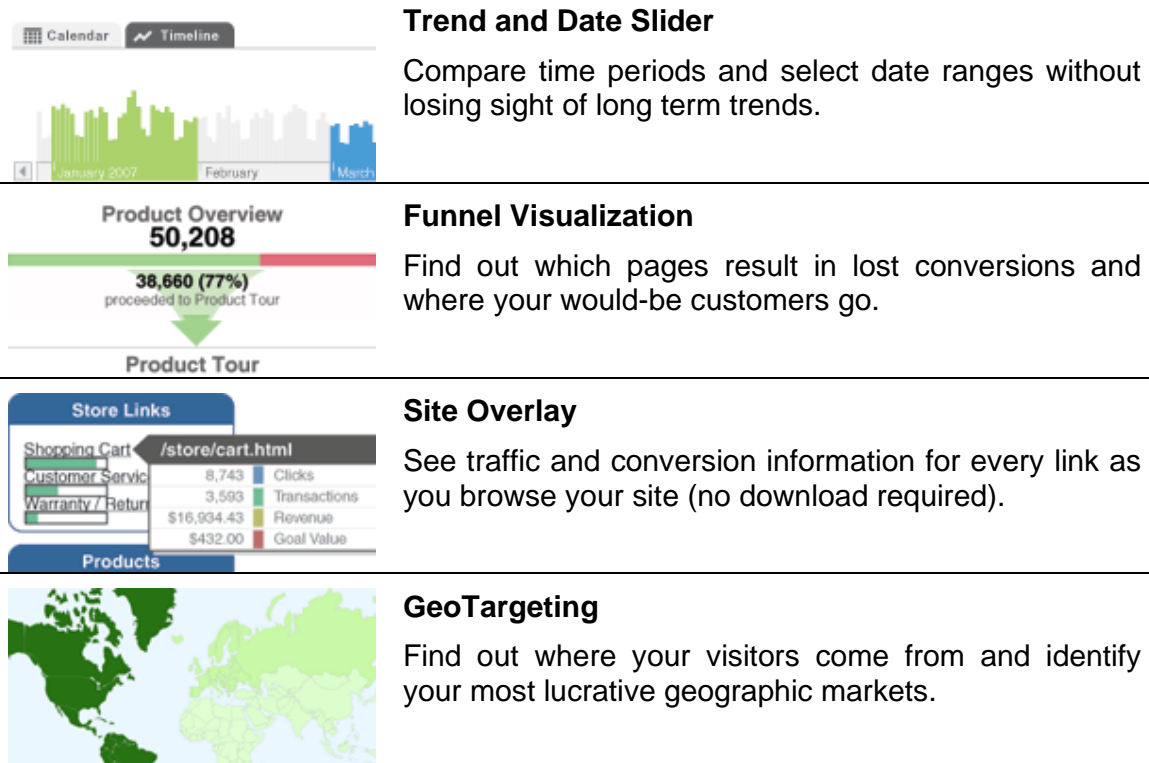 Calendar
Timeline
January 2007
February
March
Trend and Date Slider
Compare time periods and select date ranges without
losing sight of long term trends.
Product Overview
50,208
38,660 (77%)
proceeded to Product Tour
Product Tour
Funnel Visualization
Find out which pages result in lost conversions and
where your would-be customers go.
Store Links
Shopping Cart
Customer Servic
Warranty / Return
/store/cart.html
8,743 Clicks
3,593 Transactions
$16,934.43 Revenue
$432.00 Goal Value
Products
Site Overlay
See traffic and conversion information for every link as
you browse your site (no download required).
GeoTargeting
Find out where your visitors come from and identify
your most lucrative geographic markets.